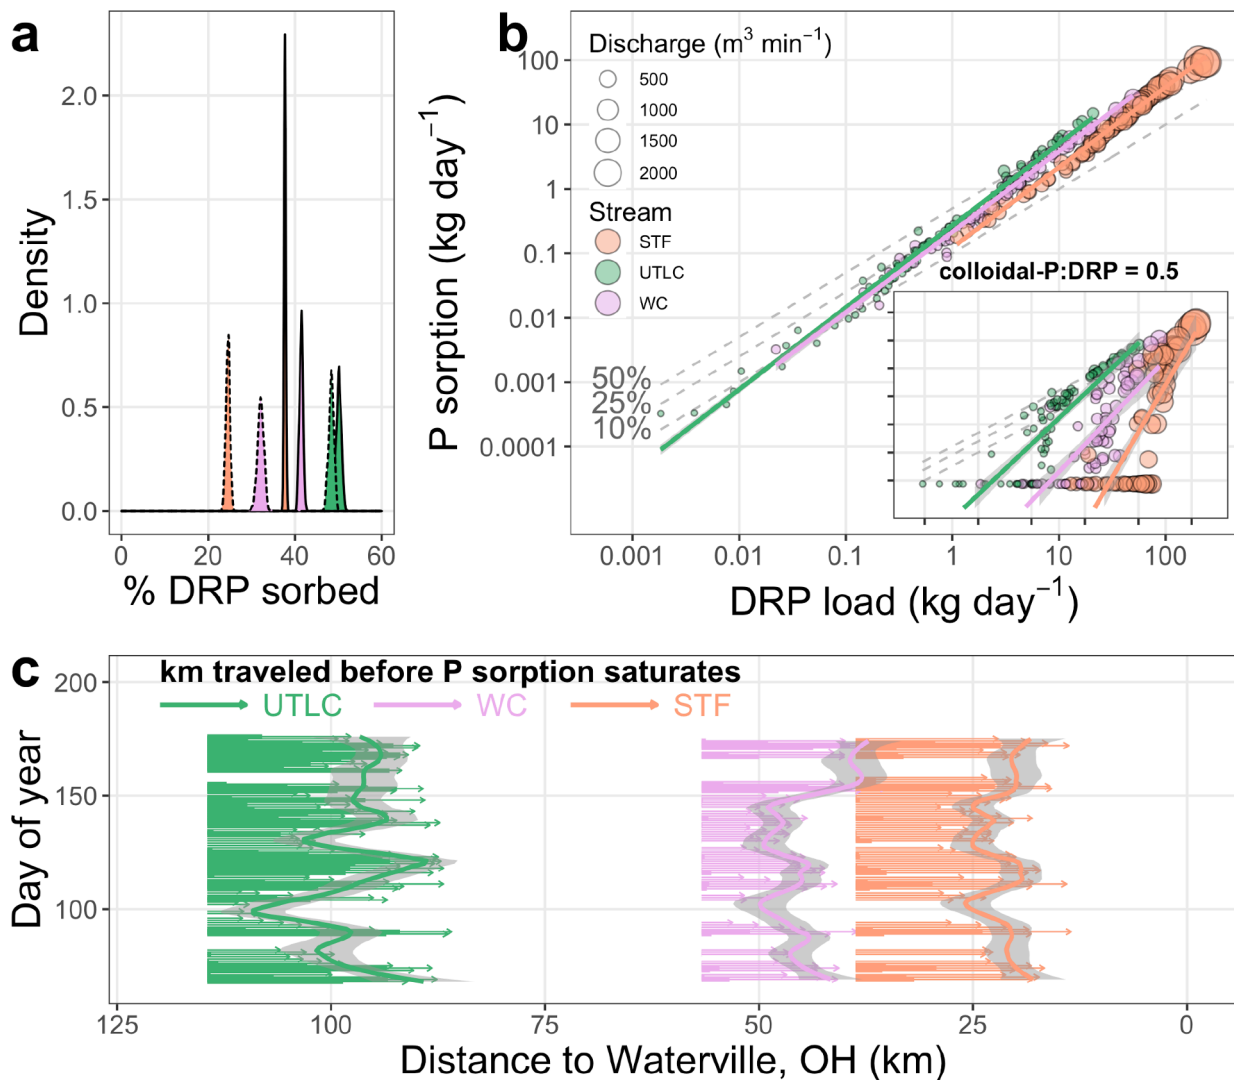 a
Density
2.0
1.5
1.0
0.5
0.0
0
20
40
60
% DRP sorbed
b
P sorption (kg day⁻¹)
100
10
1
0.1
0.01
0.001
0.0001
Discharge (m³ min⁻¹)
500
1000
1500
2000
Stream
STF
UTLC
WC
50%
25%
10%
colloidal-P:DRP = 0.5
0.001
0.01
0.1
1
10
100
DRP load (kg day⁻¹)
c
km traveled before P sorption saturates
UTLC
WC
STF
Day of year
200
150
100
125
100
75
50
25
0
Distance to Waterville, OH (km)